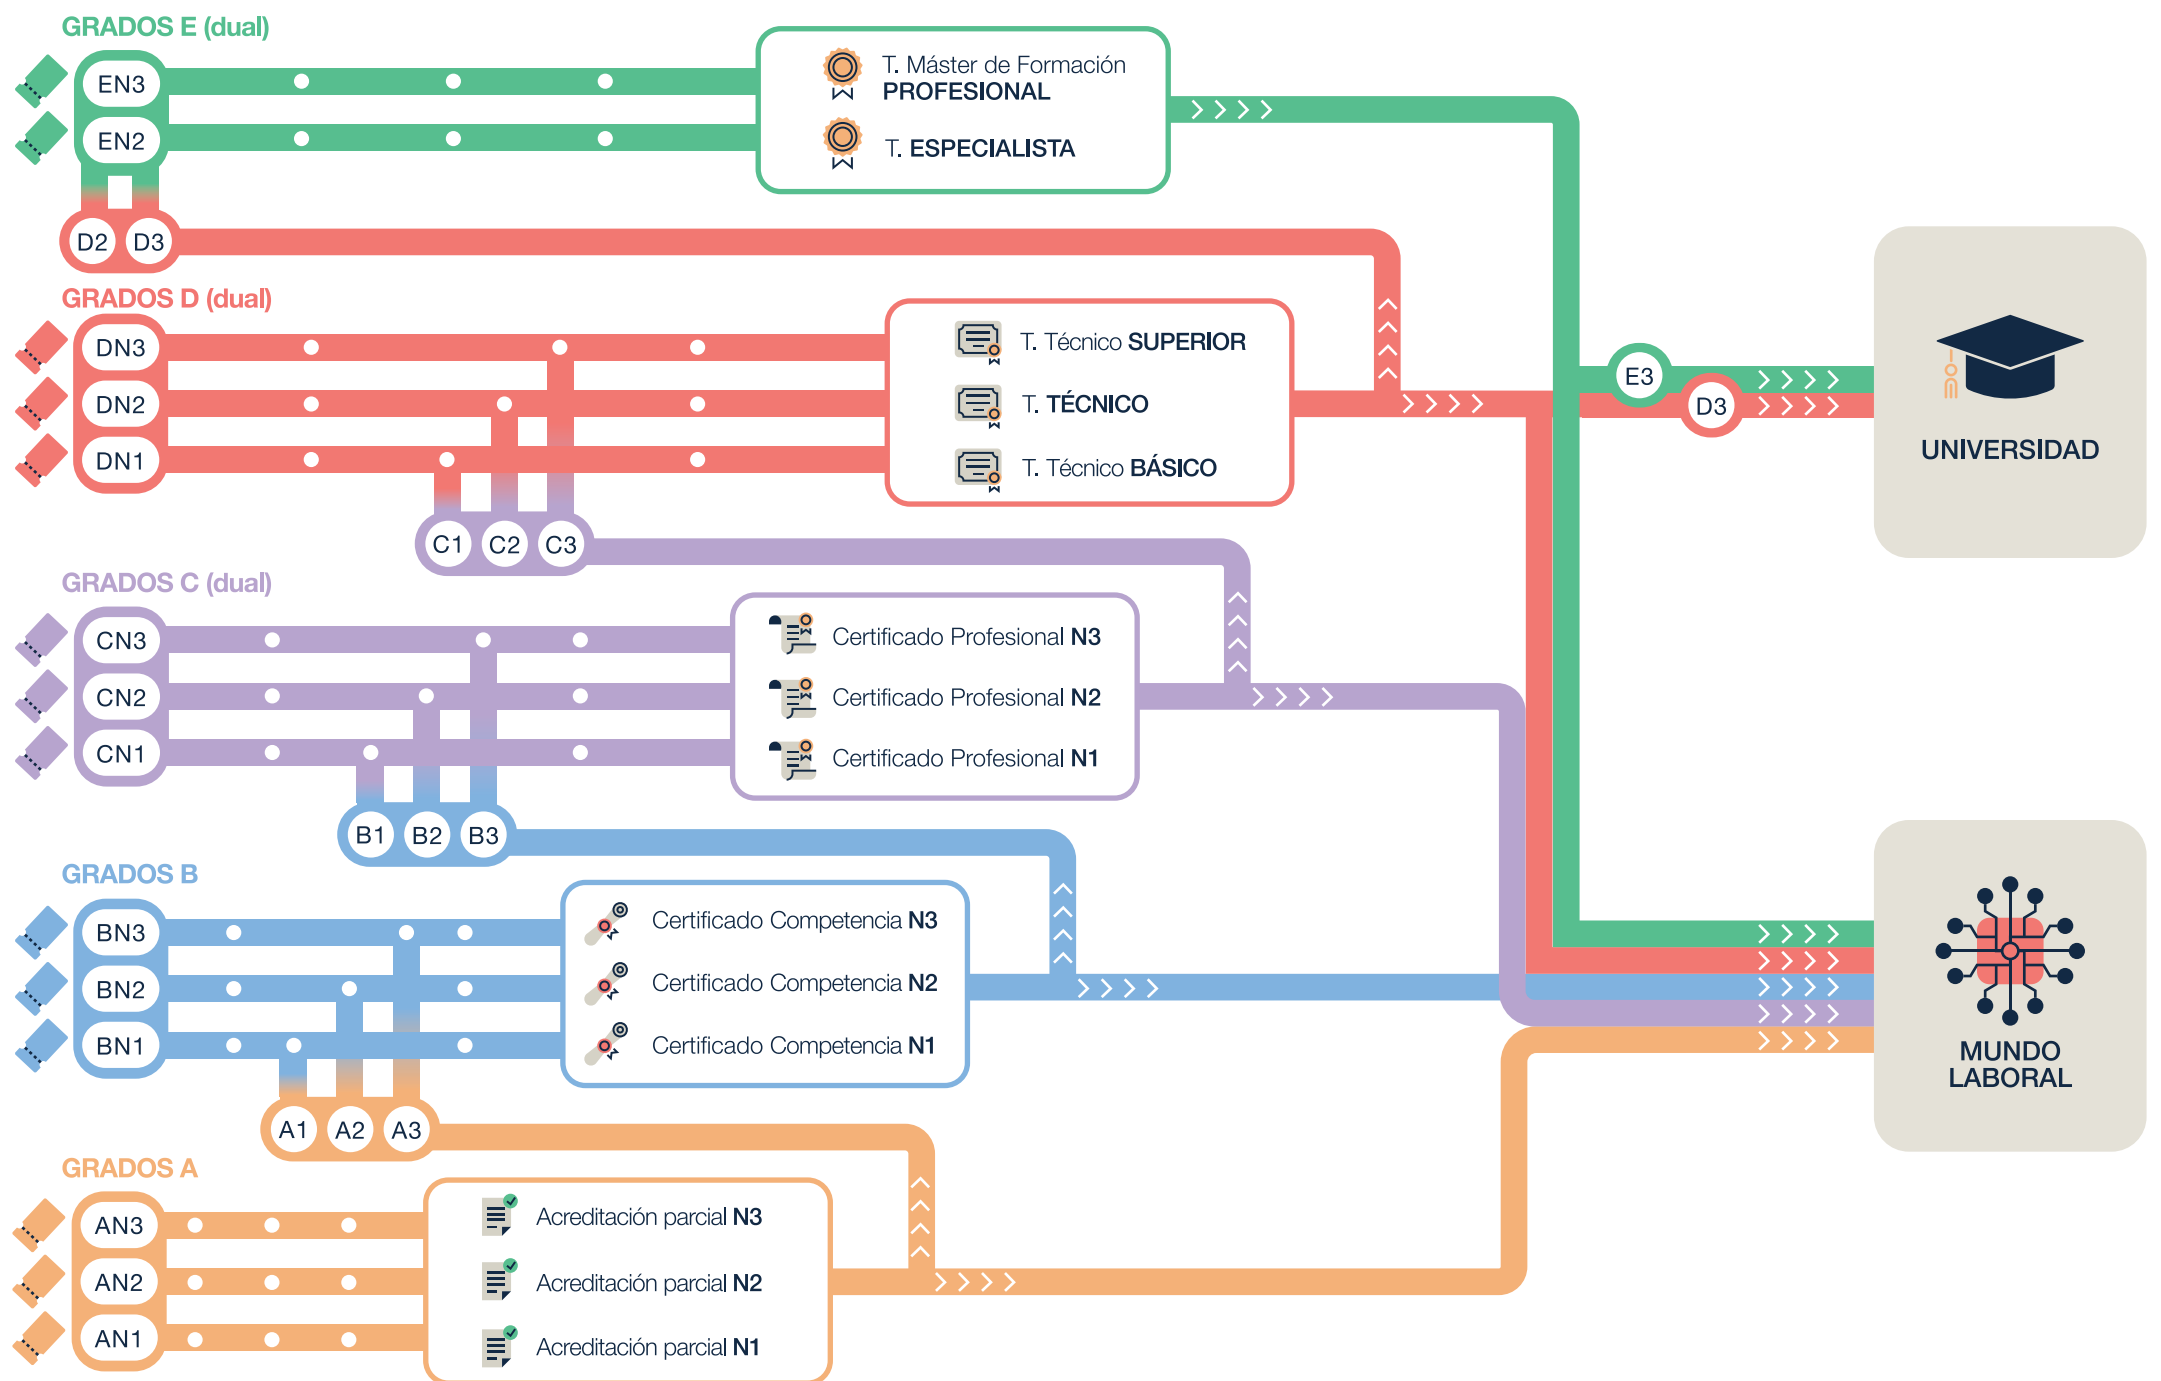 GRADOS E (dual)
EN3
EN2
T. Máster de Formación
PROFESIONAL
T. ESPECIALISTA
D2
D3
GRADOS D (dual)
DN3
DN2
DN1
T. Técnico SUPERIOR
T. TÉCNICO
T. Técnico BÁSICO
E3
D3
UNIVERSIDAD
C1
C2
C3
GRADOS C (dual)
CN3
CN2
CN1
Certificado Profesional N3
Certificado Profesional N2
Certificado Profesional N1
B1
B2
B3
GRADOS B
BN3
BN2
BN1
Certificado Competencia N3
Certificado Competencia N2
Certificado Competencia N1
MUNDO
LABORAL
A1
A2
A3
GRADOS A
AN3
AN2
AN1
Acreditación parcial N3
Acreditación parcial N2
Acreditación parcial N1